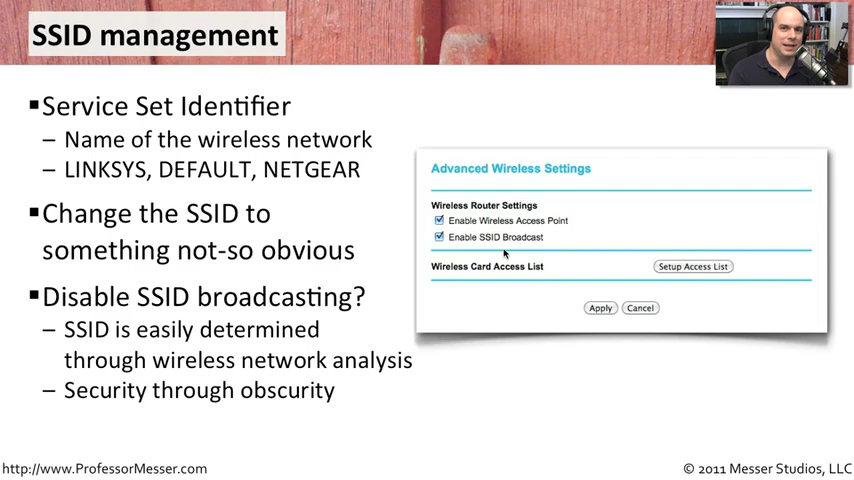 SSID management
▪Service Set Identifier
– Name of the wireless network
– LINKSYS, DEFAULT, NETGEAR
▪Change the SSID to
something not-so obvious
▪Disable SSID broadcasting?
– SSID is easily determined
through wireless network analysis
– Security through obscurity
Advanced Wireless Settings
Wireless Router Settings
Enable Wireless Access Point
Enable SSID Broadcast
Wireless Card Access List
Setup Access List
Apply Cancel
http://www.ProfessorMesser.com
© 2011 Messer Studios, LLC